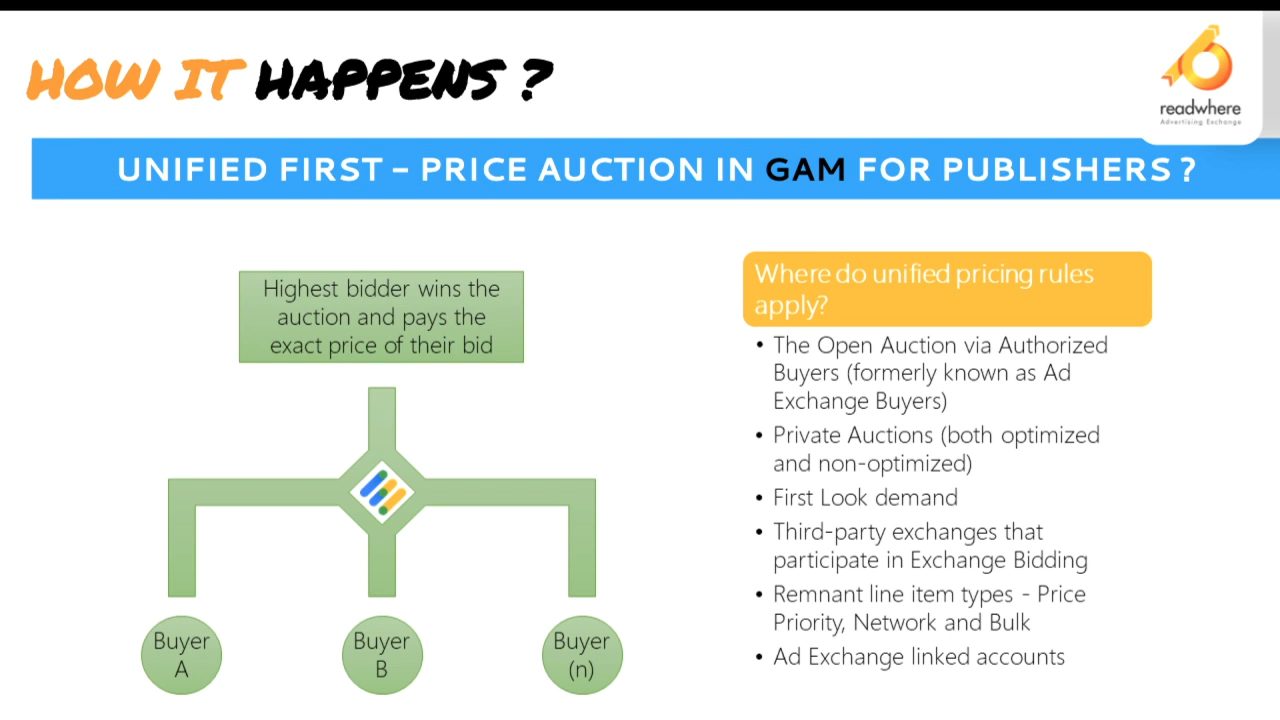 HOW IT HAPPENS ?
readwhere
Advertising Exchange
UNIFIED FIRST – PRICE AUCTION IN GAM FOR PUBLISHERS ?
Highest bidder wins the
auction and pays the
exact price of their bid
Buyer
A
Buyer
B
Buyer
(n)
Where do unified pricing rules
apply?
• The Open Auction via Authorized
Buyers (formerly known as Ad
Exchange Buyers)
• Private Auctions (both optimized
and non-optimized)
• First Look demand
• Third-party exchanges that
participate in Exchange Bidding
• Remnant line item types - Price
Priority, Network and Bulk
• Ad Exchange linked accounts